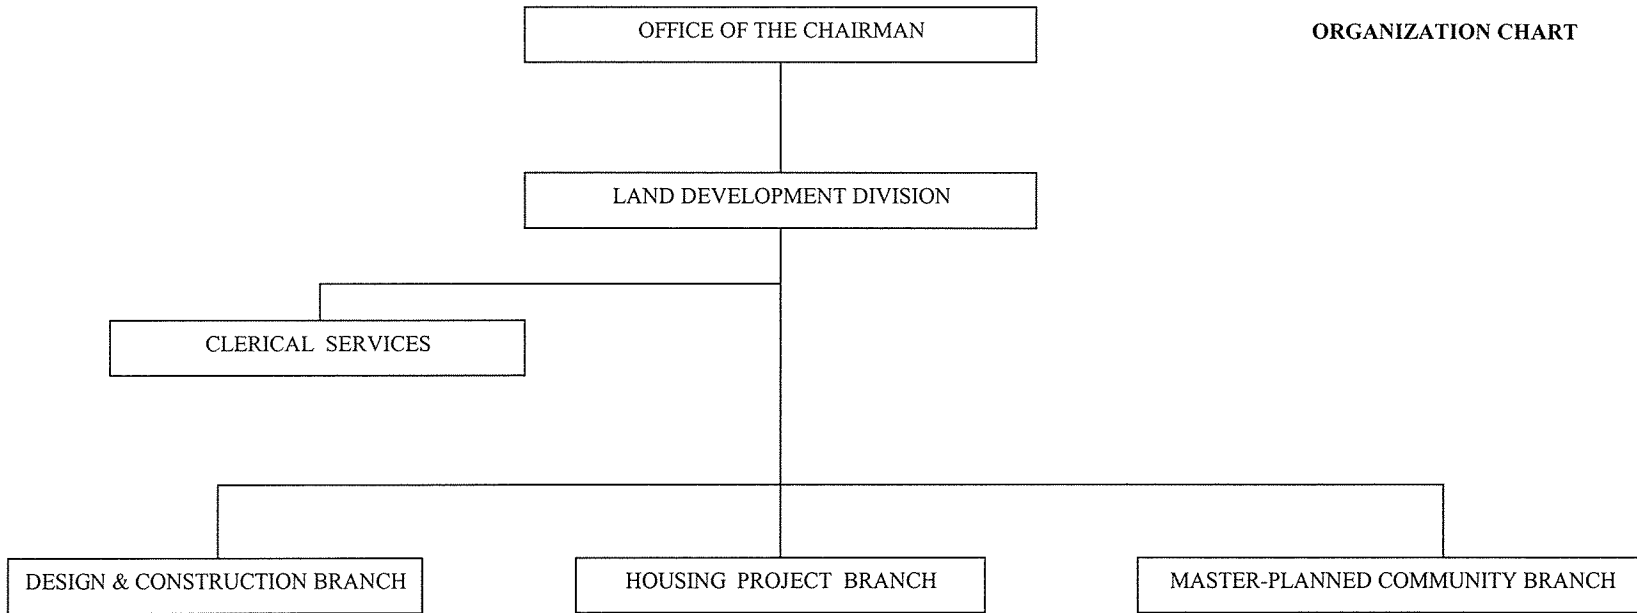 OFFICE OF THE CHAIRMAN
ORGANIZATION CHART
LAND DEVELOPMENT DIVISION
CLERICAL SERVICES
DESIGN & CONSTRUCTION BRANCH
HOUSING PROJECT BRANCH
MASTER-PLANNED COMMUNITY BRANCH